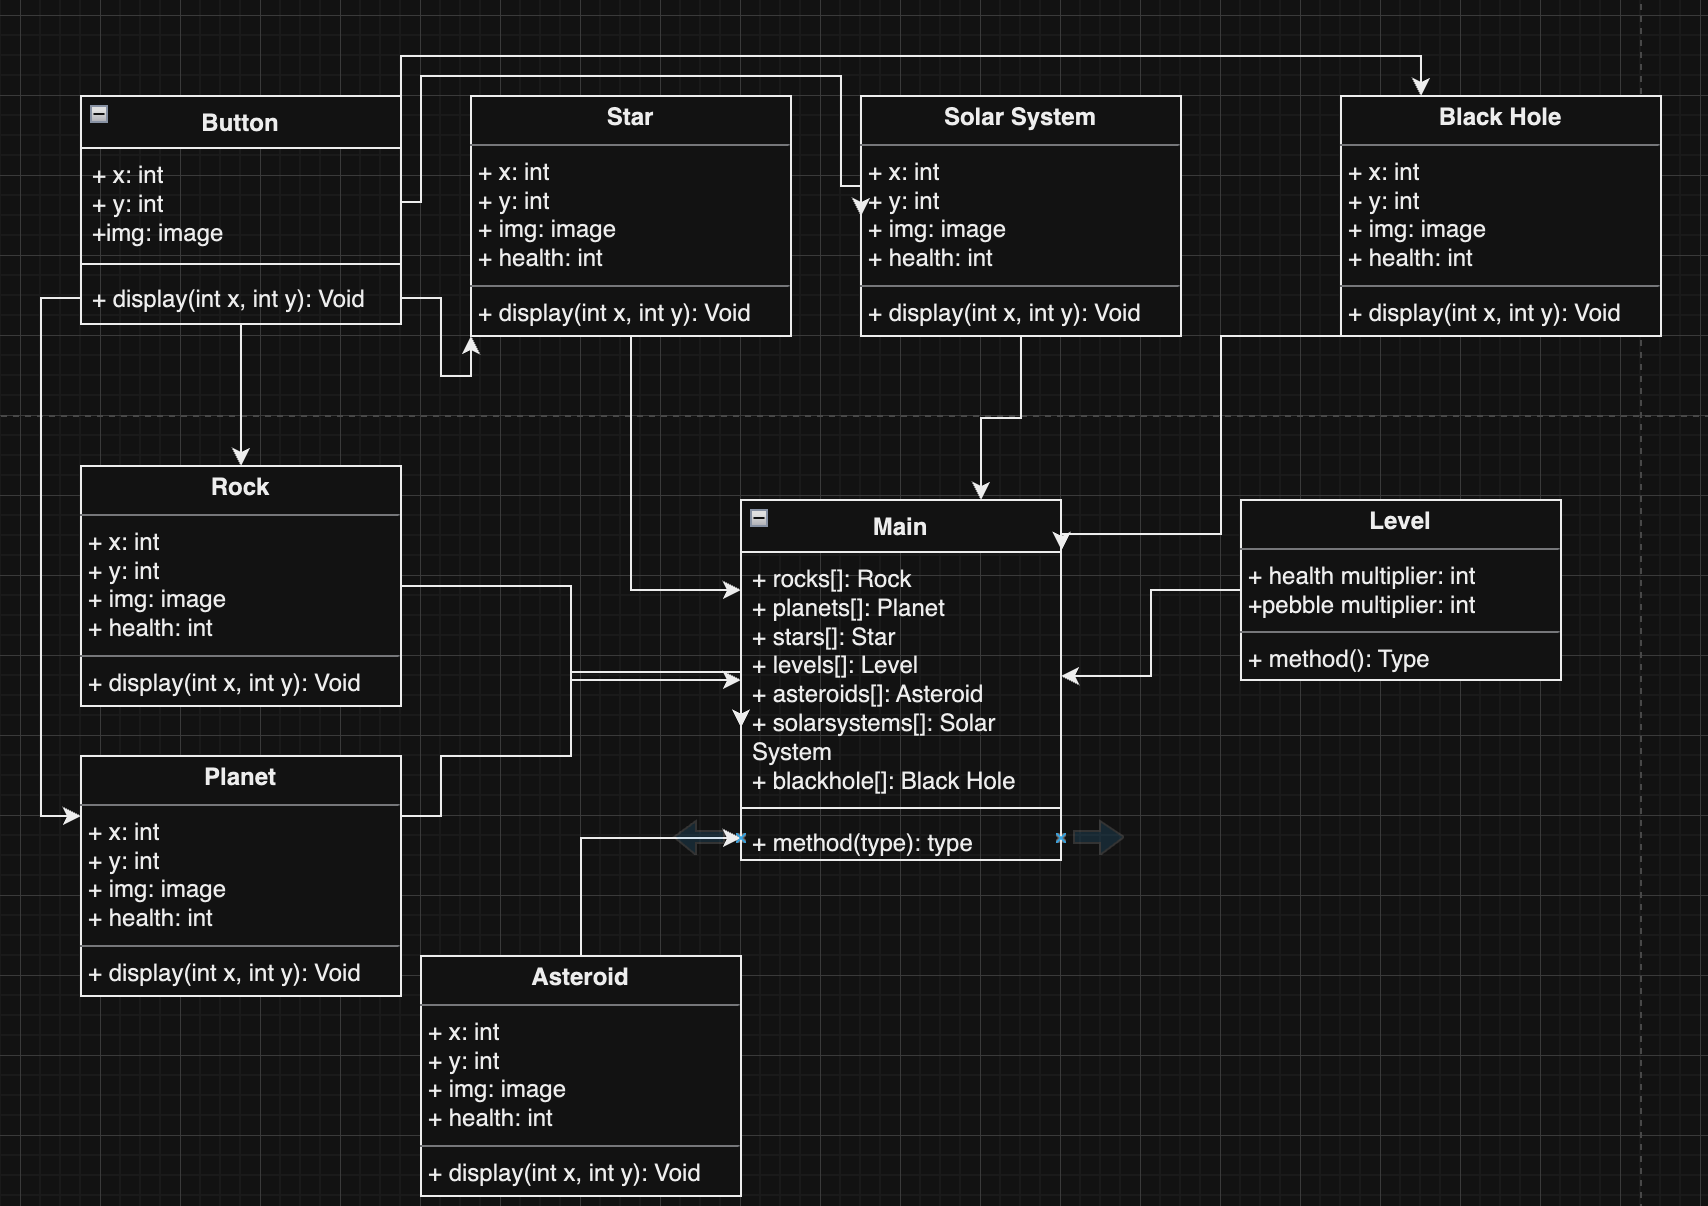 Button
+ x: int
+ y: int
+img: image
+ display(int x, int y): Void
Star
+ x: int
+ y: int
+ img: image
+ health: int
+ display(int x, int y): Void
Solar System
+ x: int
+ y: int
+ img: image
+ health: int
+ display(int x, int y): Void
Black Hole
+ x: int
+ y: int
+ img: image
+ health: int
+ display(int x, int y): Void
Rock
+ x: int
+ y: int
+ img: image
+ health: int
+ display(int x, int y): Void
Main
+ rocks[]: Rock
+ planets[]: Planet
+ stars[]: Star
+ levels[]: Level
+ asteroids[]: Asteroid
+ solarsystems[]: Solar
System
+ blackhole[]: Black Hole
+ method(type): type
Level
+ health multiplier: int
+pebble multiplier: int
+ method(): Type
Planet
+ x: int
+ y: int
+ img: image
+ health: int
+ display(int x, int y): Void
Asteroid
+ x: int
+ y: int
+ img: image
+ health: int
+ display(int x, int y): Void